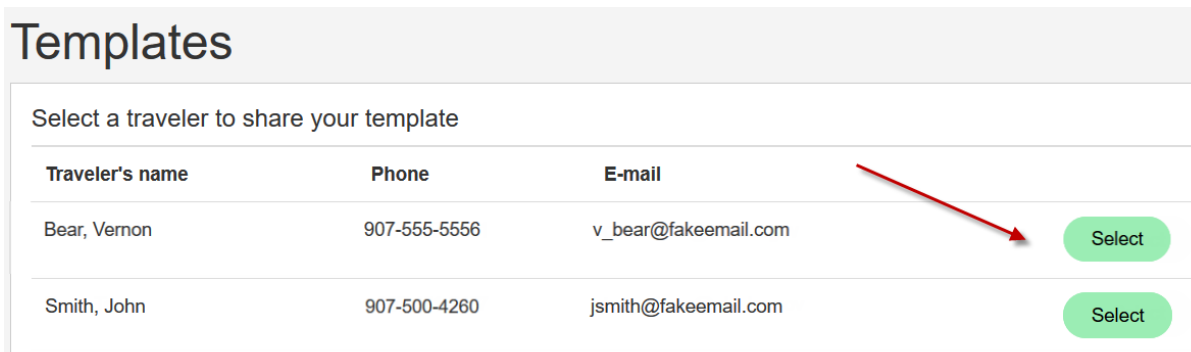 Templates
Select a traveler to share your template
Traveler's name Phone E-mail
Bear, Vernon 907-555-5556 v_bear@fakeemail.com Select
Smith, John 907-500-4260 jsmith@fakeemail.com Select